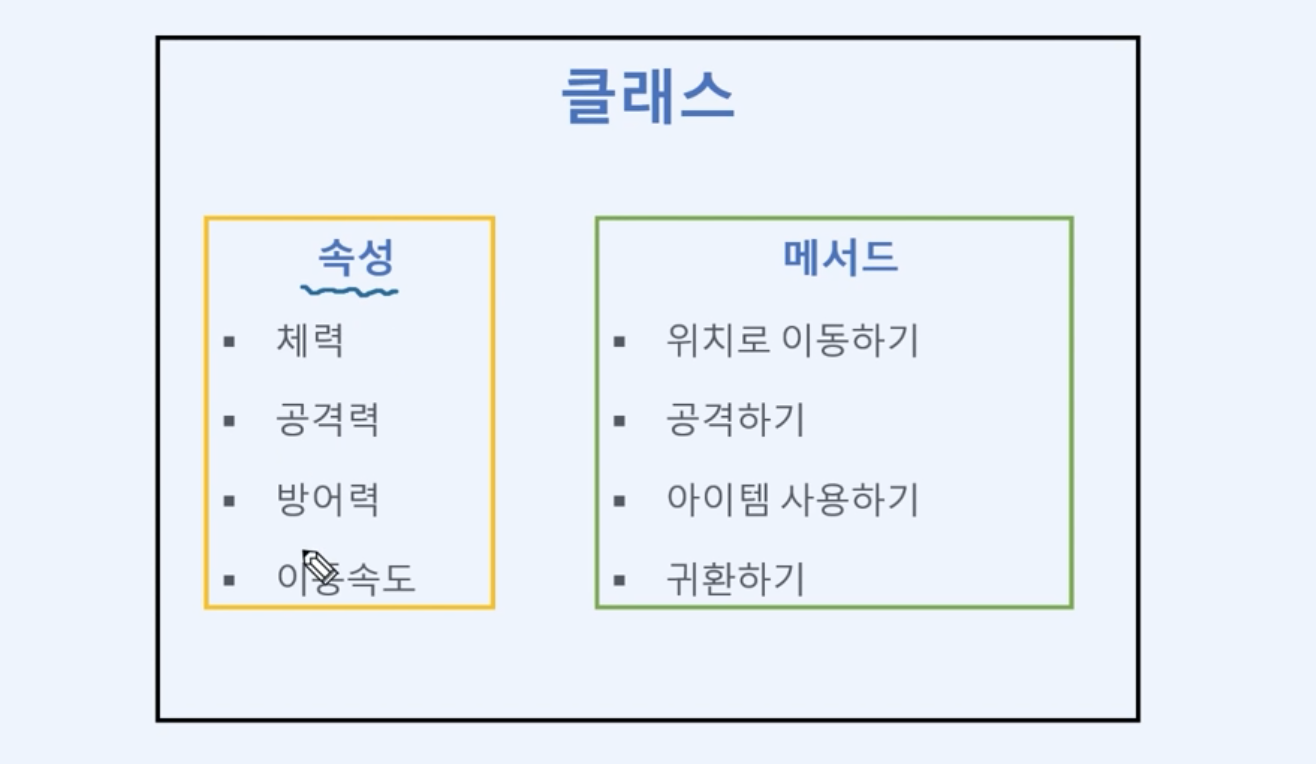 클래스
속성
▪ 체력
▪ 공격력
▪ 방어력
▪ 이동속도
메서드
▪ 위치로 이동하기
▪ 공격하기
▪ 아이템 사용하기
▪ 귀환하기